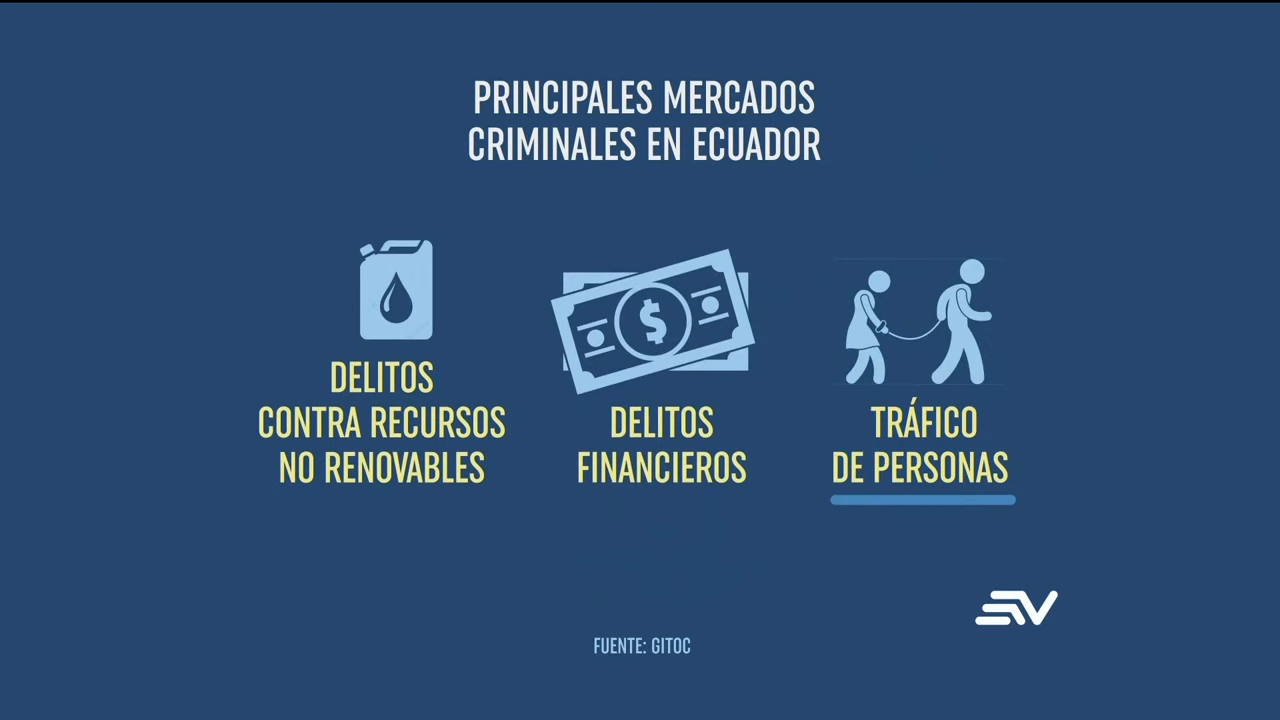 PRINCIPALES MERCADOS
CRIMINALES EN ECUADOR
DELITOS
CONTRA RECURSOS
NO RENOVABLES
DELITOS
FINANCIEROS
TRÁFICO
DE PERSONAS
FUENTE: GITOC